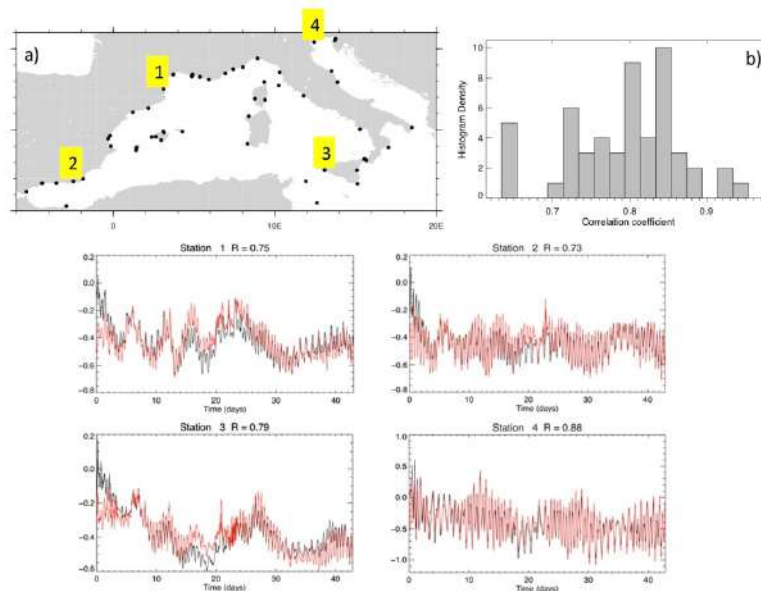 a)
4
1
2
3
0
10E
20E
b)
10
8
6
4
2
0
Histogram Density
0.7 0.8 0.9
Correlation coefficient
Station 1 R = 0.75
0.2
0.0
−0.2
−0.4
−0.6
−0.8
0 10 20 30 40
Time (days)
Station 2 R = 0.73
0.2
0.0
−0.2
−0.4
−0.6
−0.8
0 10 20 30 40
Time (days)
Station 3 R = 0.79
0.2
0.0
−0.2
−0.4
−0.6
0 10 20 30 40
Time (days)
Station 4 R = 0.88
1.0
0.5
0.0
−0.5
−1.0
0 10 20 30 40
Time (days)